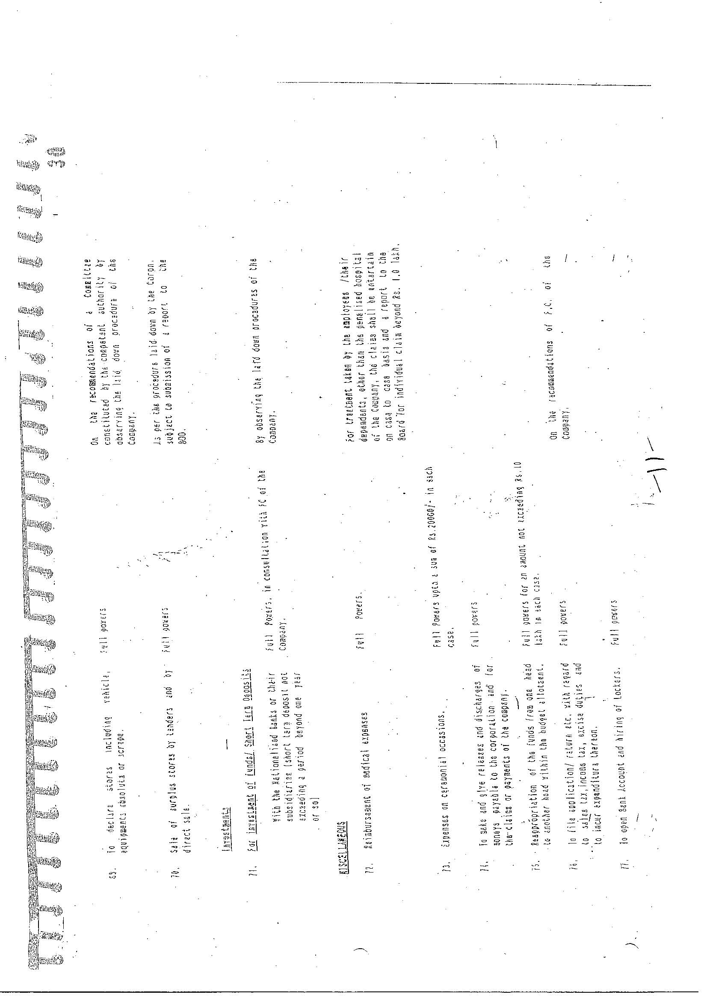 69. To declare stores including vehicle, Full powers On the recommendations of a Committee
equipments absolute or scrape. constituted by the competent authority by
observing the laid down procedure of the
Company.
70. Sale of surplus stores by tenders and by Full powers As per the procedure laid down by the Corpn.
direct sale. subject to submission of a report to the
BOD.
Investments
71. For investment of funds/ short term deposits Full Powers, in consultation with FC of the By observing the laid down procedures of the
with the Nationalised Banks or their Company. Company.
subsidiaries (short term deposit not
exceeding a period beyond one year
or so)
MISCELLANEOUS
72. Reimbursement of medical expenses Full Powers. For treatment taken by the employees /their
dependents, other than the penalised hospital
of the Company, the claims shall be entertain
on case to case basis and a report to the
Board for individual claim beyond Rs. 1.0 lakh.
73. Expenses on ceremonial occasions. Full Powers upto a sum of Rs.20000/- in each
case.
74. To make and give releases and discharges of Full powers
moneys payable to the corporation and for
the claims or payments of the company.
75. Reappropriation of the funds from one head Full powers for an amount not exceeding Rs.10
to another head within the budget allotment. lakh in each case.
76. To file application/ return etc. with regard Full powers On the recommendations of F.C. of the
to sales tax, income tax, excise duties and Company.
to incur expenditure thereon.
77. To open Bank Account and hiring of Lockers. Full powers
-11-